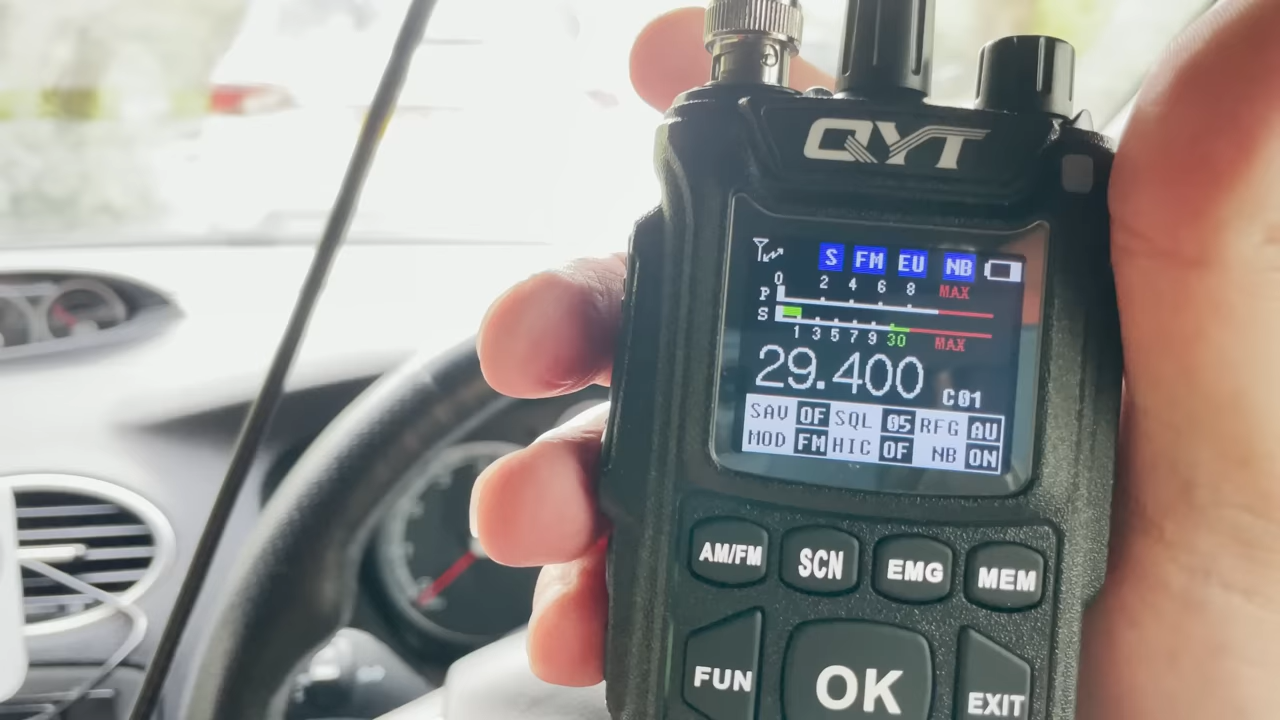 QYT
S FM EU NB
0 2 4 6 8 MAX
P
S
1 3 5 7 9 30 MAX
29.400 C01
SAV OF SQL 05 RFG AU
MOD FM HIC OF NB ON
AM/FM SCN EMG MEM
FUN OK EXIT